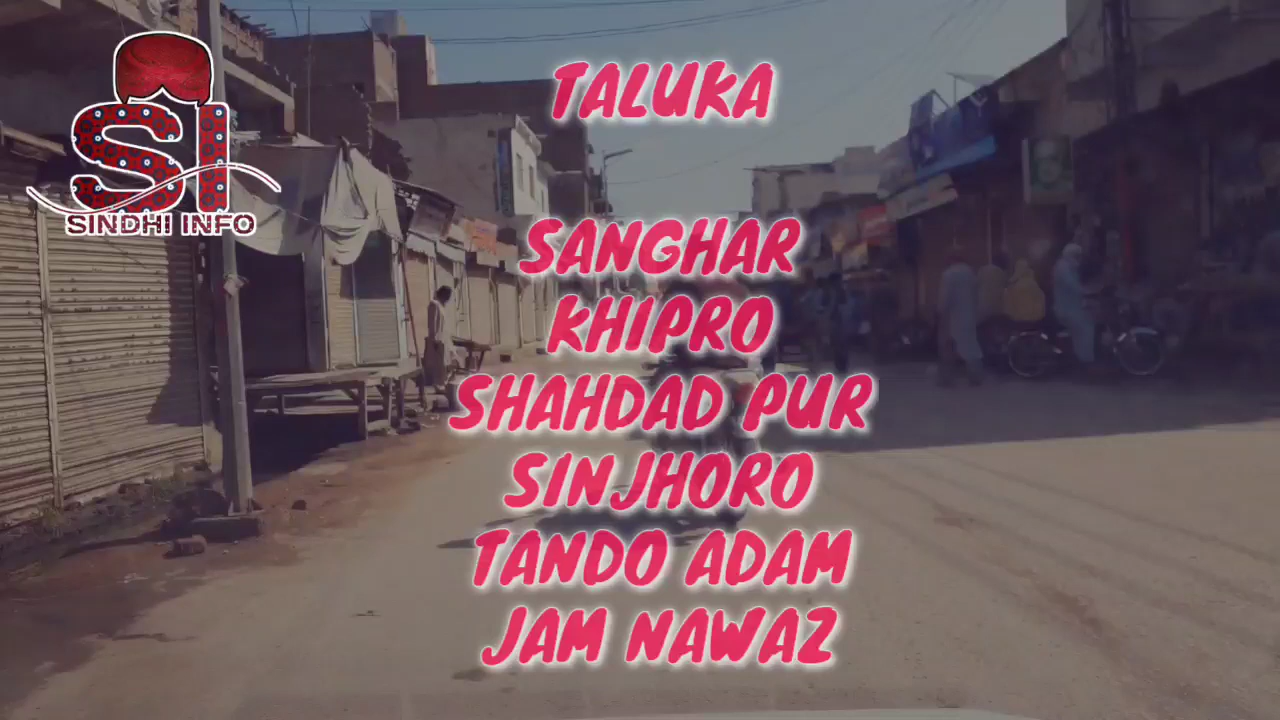 SI
SINDHI INFO
TALUKA
SANGHAR
KHIPRO
SHAHDAD PUR
SINJHORO
TANDO ADAM
JAM NAWAZ